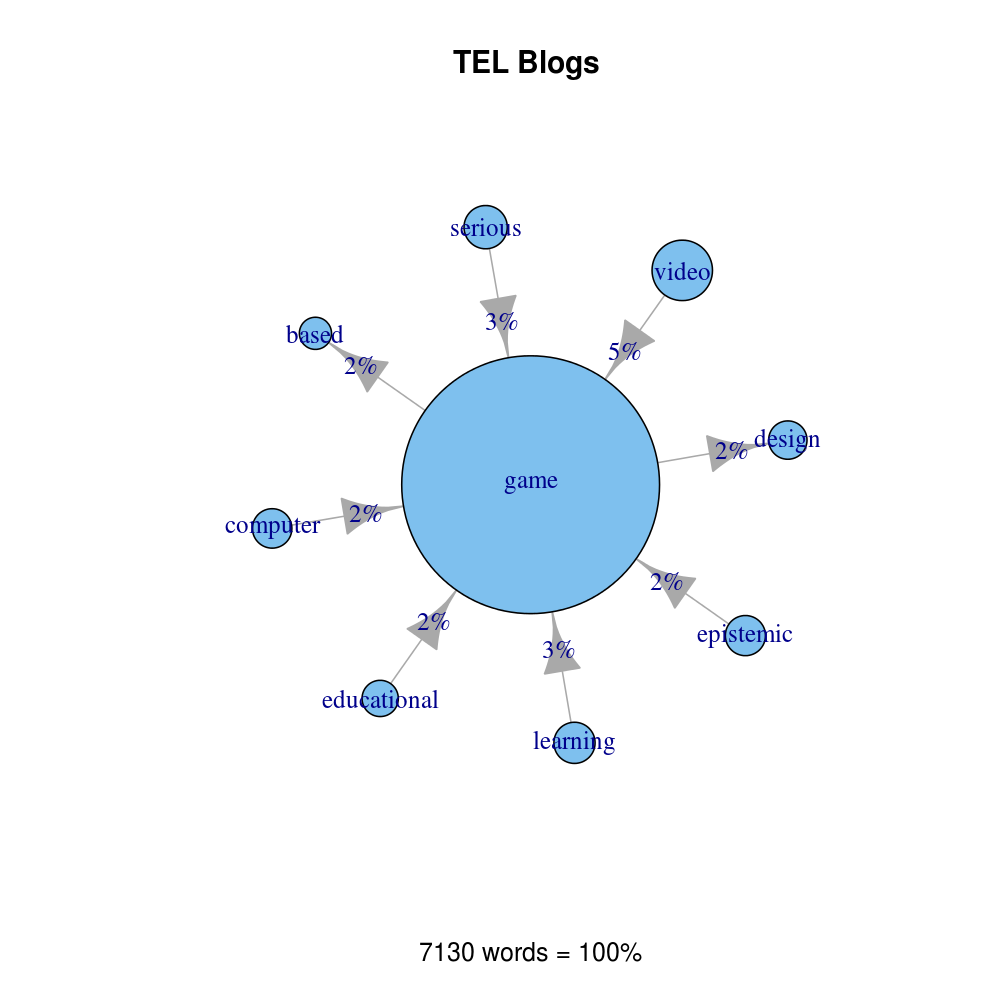 TEL Blogs
serious
video
3%
based
2%
5%
design
2%
game
computer
2%
2%
epistemic
2%
3%
educational
learning
7130 words = 100%